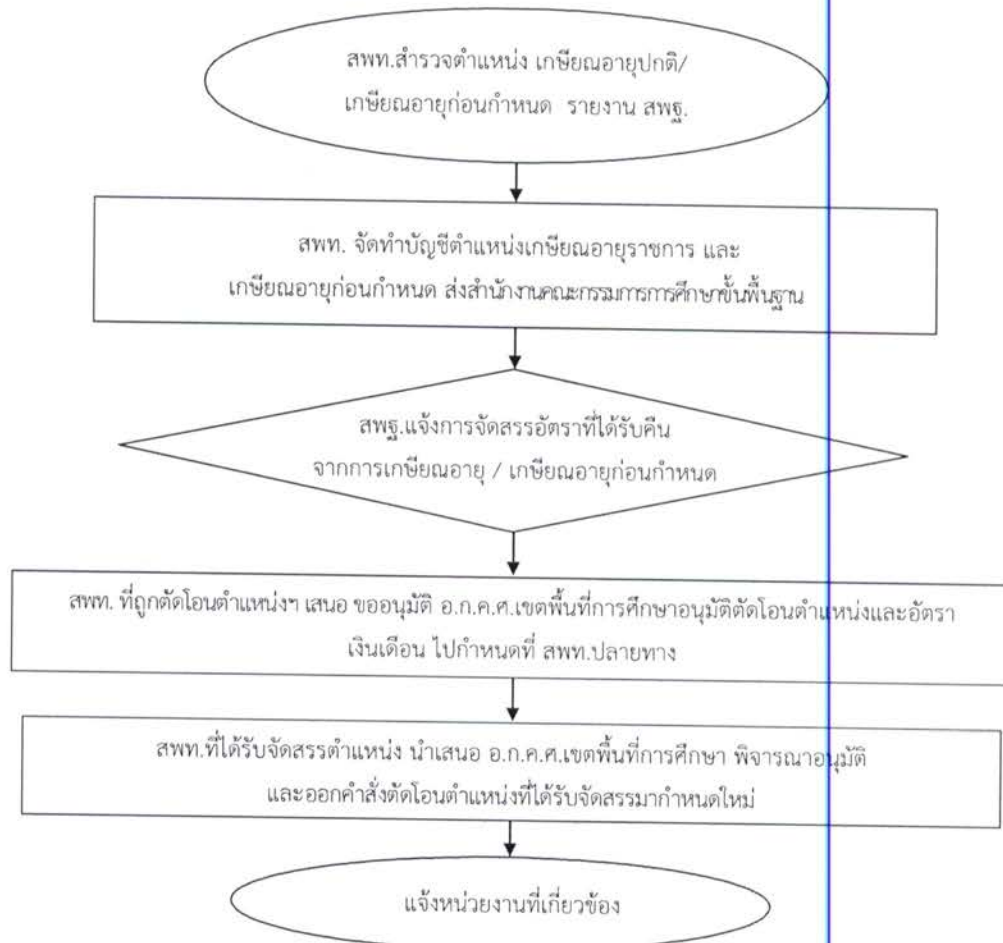 สพท.สำรวจตำแหน่ง เกษียณอายุปกติ/
เกษียณอายุก่อนกำหนด รายงาน สพฐ.
สพท. จัดทำบัญชีตำแหน่งเกษียณอายุราชการ และ
เกษียณอายุก่อนกำหนด ส่งสำนักงานคณะกรรมการการศึกษาขั้นพื้นฐาน
สพฐ.แจ้งการจัดสรรอัตราที่ได้รับคืน
จากการเกษียณอายุ / เกษียณอายุก่อนกำหนด
สพท. ที่ถูกตัดโอนตำแหน่งฯ เสนอ ขออนุมัติ อ.ก.ค.ศ.เขตพื้นที่การศึกษาอนุมัติตัดโอนตำแหน่งและอัตรา
เงินเดือน ไปกำหนดที่ สพท.ปลายทาง
สพท.ที่ได้รับจัดสรรตำแหน่ง นำเสนอ อ.ก.ค.ศ.เขตพื้นที่การศึกษา พิจารณาอนุมัติ
และออกคำสั่งตัดโอนตำแหน่งที่ได้รับจัดสรรมากำหนดใหม่
แจ้งหน่วยงานที่เกี่ยวข้อง